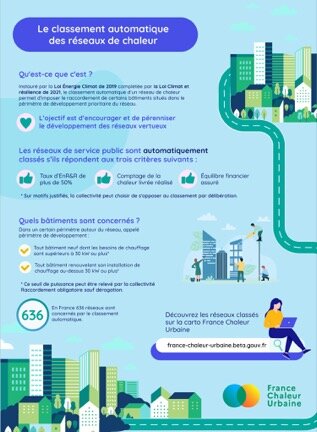 Le classement automatique
des réseaux de chaleur
Qu'est-ce que c'est ?
Instauré par la Loi Énergie Climat de 2019 complétée par la Loi Climat et
résilience de 2021, le classement automatique d'un réseau de chaleur
permet d'imposer le raccordement de certains bâtiments situés dans le
périmètre de développement prioritaire du réseau.
L'objectif est d'encourager et de pérenniser
le développement des réseaux vertueux
Les réseaux de service public sont automatiquement
classés s'ils répondent aux trois critères suivants :
Taux d'EnR&R de
plus de 50%
Comptage de la
chaleur livrée réalisé
Équilibre financier
assuré
* Sur motifs justifiés, la collectivité peut choisir de s'opposer au classement par délibération.
Quels bâtiments sont concernés ?
Dans un certain périmètre autour du réseau, appelé
périmètre de développement :
Tout bâtiment neuf dont les besoins de chauffage
sont supérieurs à 30 kW ou plus*
Tout bâtiment renouvelant son installation de
chauffage au-dessus 30 kW ou plus*
* Ce seuil de puissance peut être relevé par la collectivité
Raccordement obligatoire sauf dérogation.
636
En France 636 réseaux sont
concernés par le classement
automatique.
Découvrez les réseaux classés
sur la carto France Chaleur
Urbaine
france-chaleur-urbaine.beta.gouv.fr
France
Chaleur
Urbaine